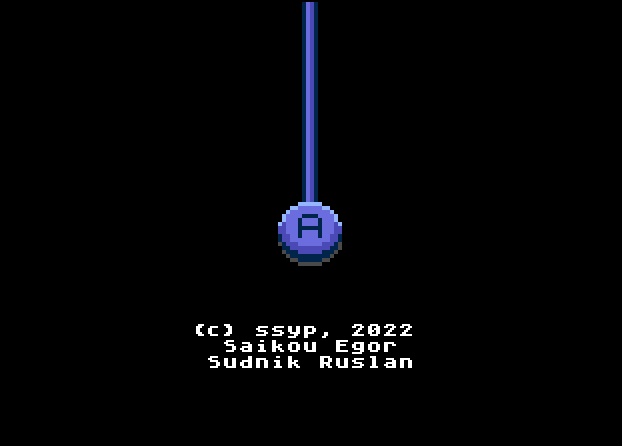 A
(c) ssyp, 2022
Saikou Egor
Sudnik Ruslan